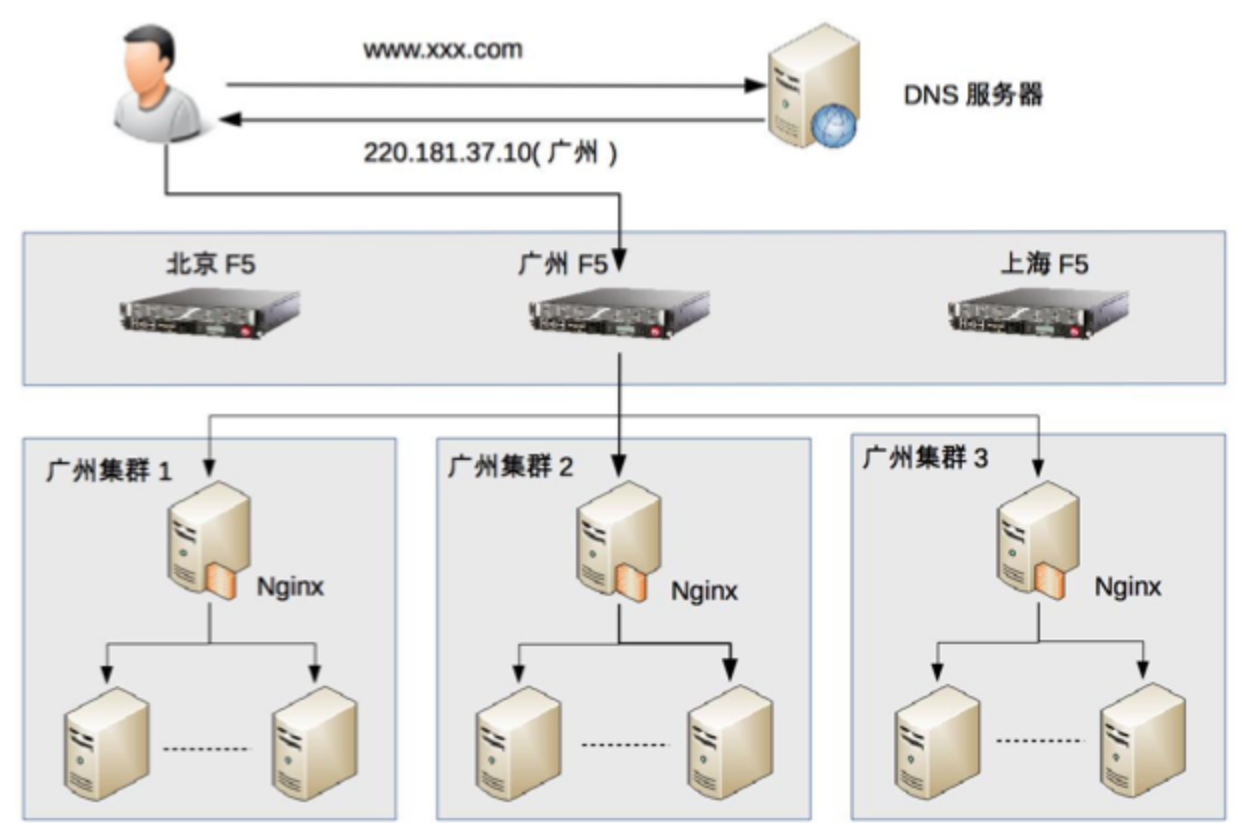 www.xxx.com
DNS 服务器
220.181.37.10( 广州 )
北京 F5
广州 F5
上海 F5
广州集群 1
广州集群 2
广州集群 3
Nginx
Nginx
Nginx